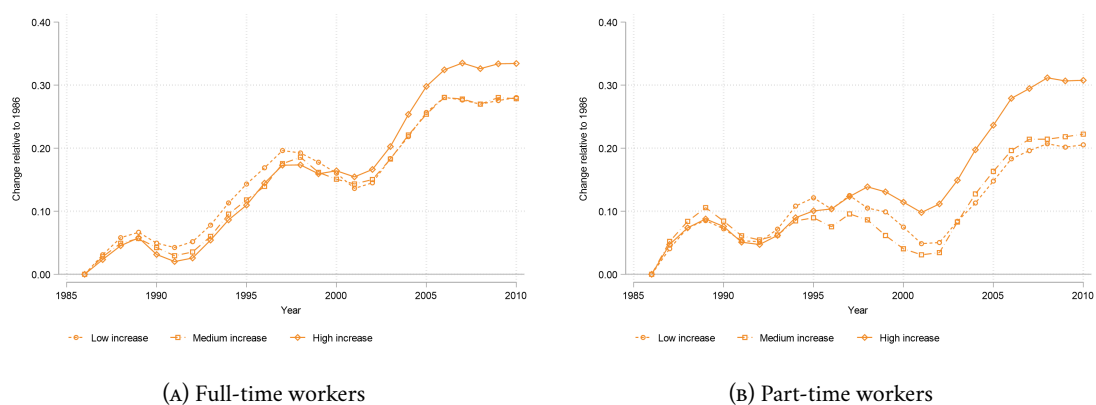 0.40
0.30
0.20
0.10
0.00
Change relative to 1986
1985 1990 1995 2000 2005 2010
Year
Low increase Medium increase High increase
(A) Full-time workers
0.40
0.30
0.20
0.10
0.00
Change relative to 1986
1985 1990 1995 2000 2005 2010
Year
Low increase Medium increase High increase
(B) Part-time workers